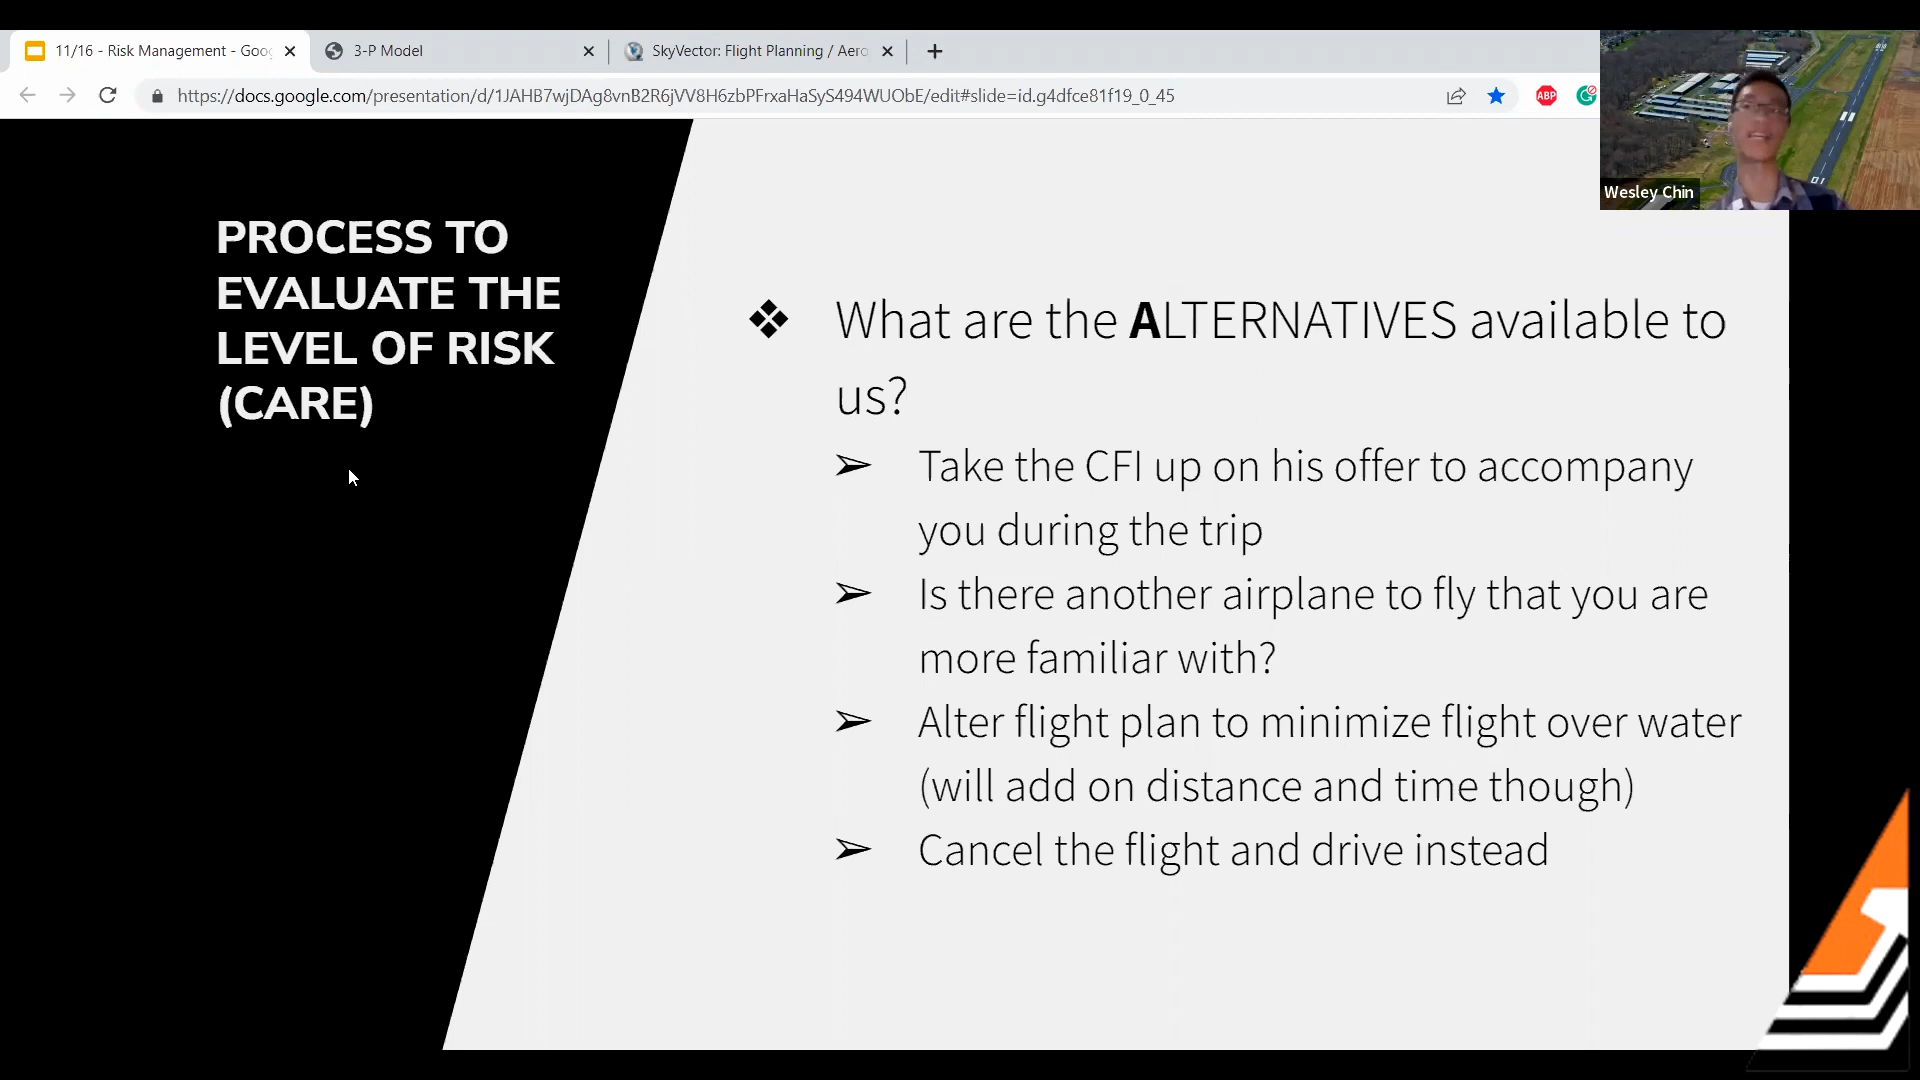 11/16 - Risk Management - Goog
3-P Model
SkyVector: Flight Planning / Aero
https://docs.google.com/presentation/d/1JAHB7wjDAg8vnB2R6jVV8H6zbPFrxaHaSyS494WUObE/edit#slide=id.g4dfce81f19_0_45
ABP
Wesley Chin
PROCESS TO
EVALUATE THE
LEVEL OF RISK
(CARE)
What are the ALTERNATIVES available to
us?
Take the CFI up on his offer to accompany
you during the trip
Is there another airplane to fly that you are
more familiar with?
Alter flight plan to minimize flight over water
(will add on distance and time though)
Cancel the flight and drive instead